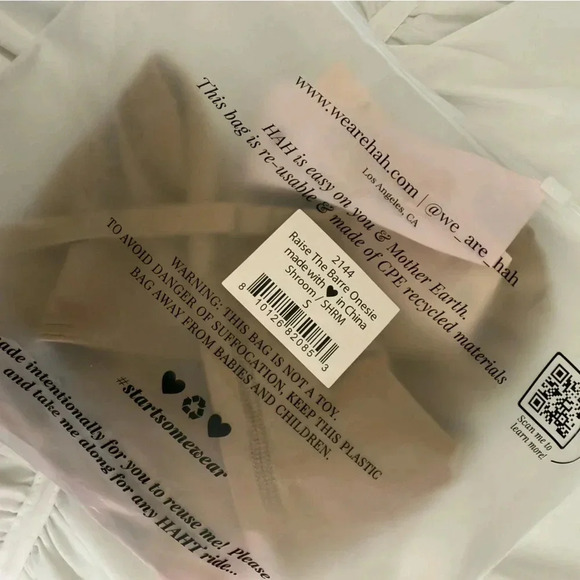 www.wearehah.com | @we_are_hah
Los Angeles, CA
HAH is easy on you & Mother Earth.
This bag is re-usable & made of CPE recycled materials
2144
Raise The Barre Onesie
made with ♥ in China
Shroom / SHRM
S
8 10126 82085 3
WARNING: THIS BAG IS NOT A TOY.
TO AVOID DANGER OF SUFFOCATION, KEEP THIS PLASTIC
BAG AWAY FROM BABIES AND CHILDREN.
#startsomewear
made intentionally for you to reuse me! please
and take me along for any HAHT ride...
Scan me to
learn more!